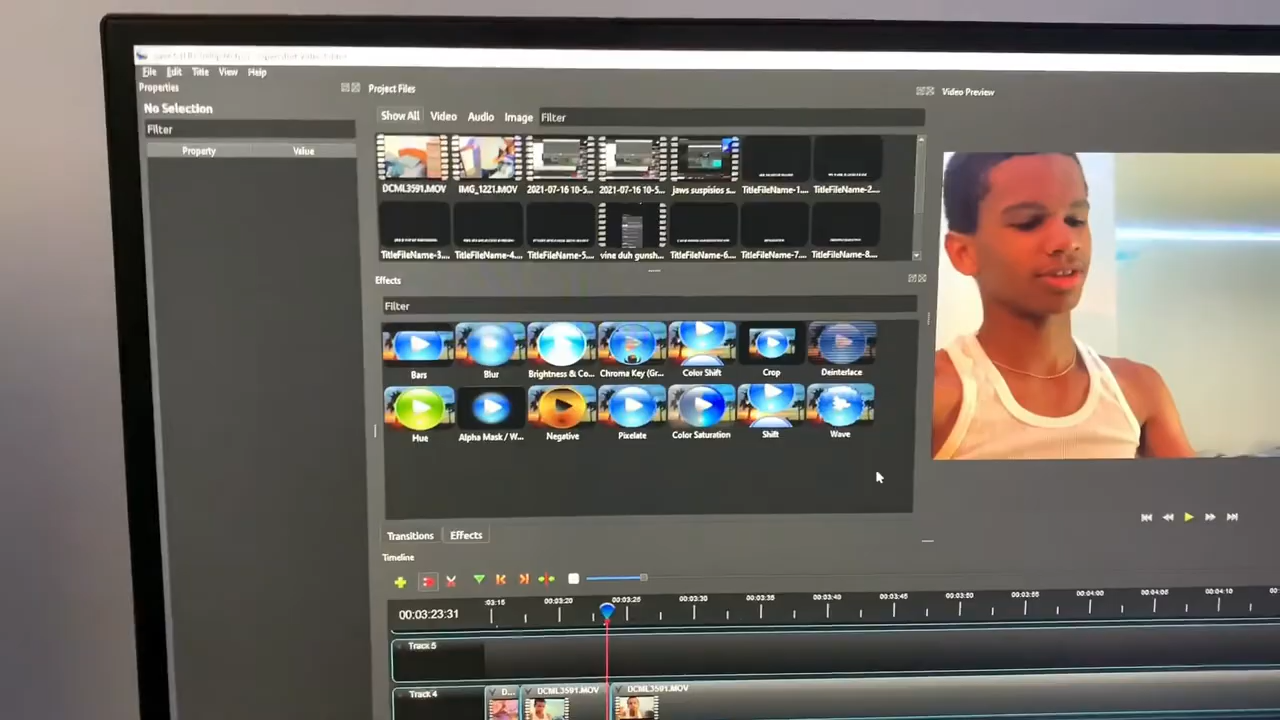 File Edit Title View Help
Properties
No Selection
Filter
Property Value
Project Files
Show All Video Audio Image Filter
DCML3591.MOV IMG_1221.MOV 2021-07-16 10-5... 2021-07-16 10-5... jaws suspisios s... TitleFileName-1... TitleFileName-2...
TitleFileName-3... TitleFileName-4... TitleFileName-5... vine duh gunsh... TitleFileName-6... TitleFileName-7... TitleFileName-8...
Effects
Filter
Bars Blur Brightness & Co... Chroma Key (Gr... Color Shift Crop Deinterlace
Hue Alpha Mask / W... Negative Pixelate Color Saturation Shift Wave
Transitions Effects
Video Preview
Timeline
00:03:23:31
:03:15 00:03:20 00:03:25 00:03:30 00:03:35 00:03:40 00:03:45 00:03:50 00:03:55 00:04:00 00:04:05 00:04:10
Track 5
Track 4
D... DCML3591.MOV DCML3591.MOV